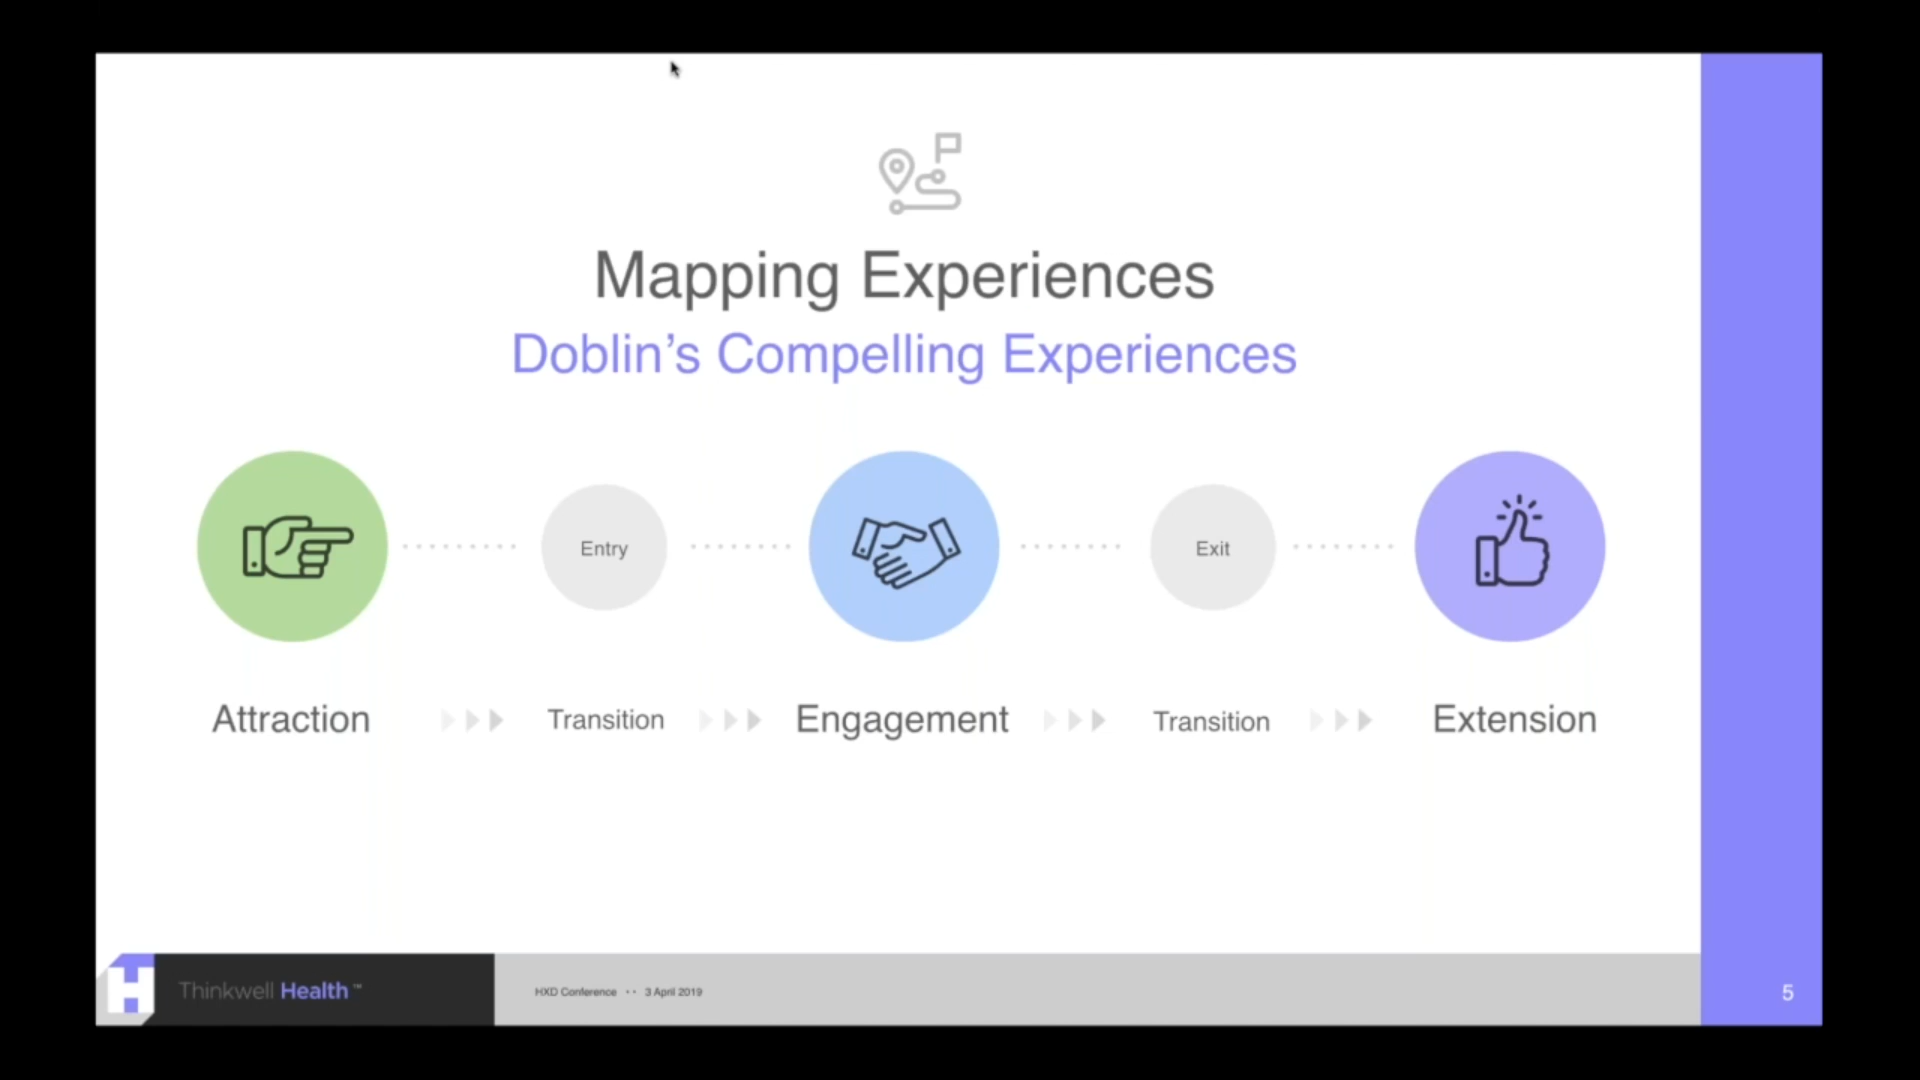 Mapping Experiences
Doblin’s Compelling Experiences
Entry
Exit
Attraction
Transition
Engagement
Transition
Extension
H
Thinkwell Health™
HXD Conference •• 3 April 2019
5